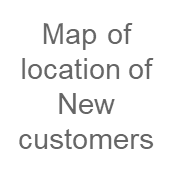 Map of
location of
New
customers